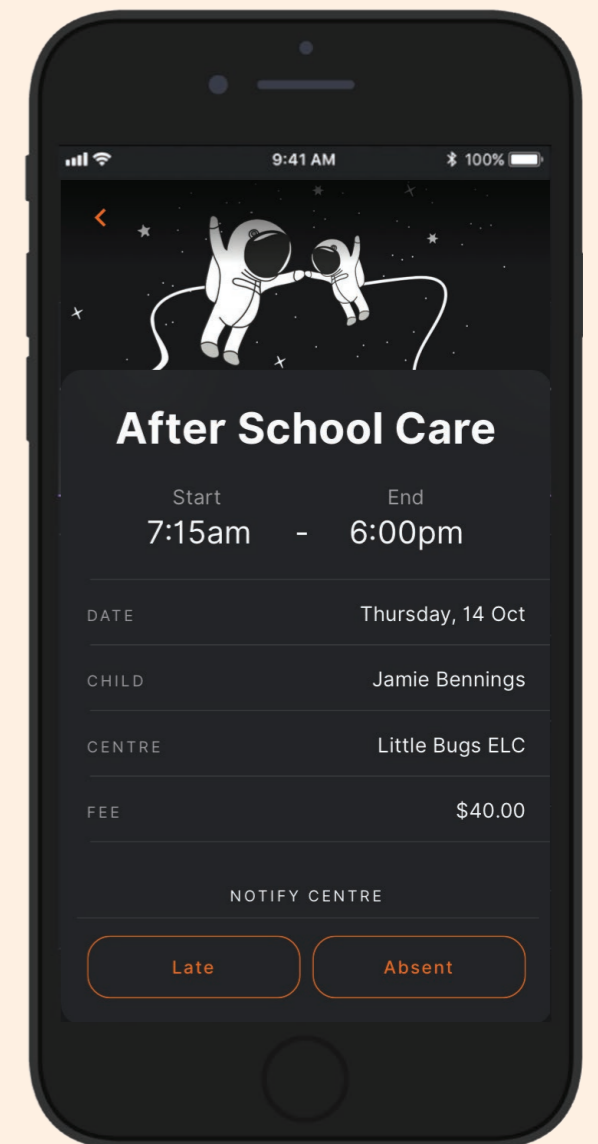 9:41 AM 100%
After School Care
Start End
7:15am - 6:00pm
DATE Thursday, 14 Oct
CHILD Jamie Bennings
CENTRE Little Bugs ELC
FEE $40.00
NOTIFY CENTRE
Late Absent